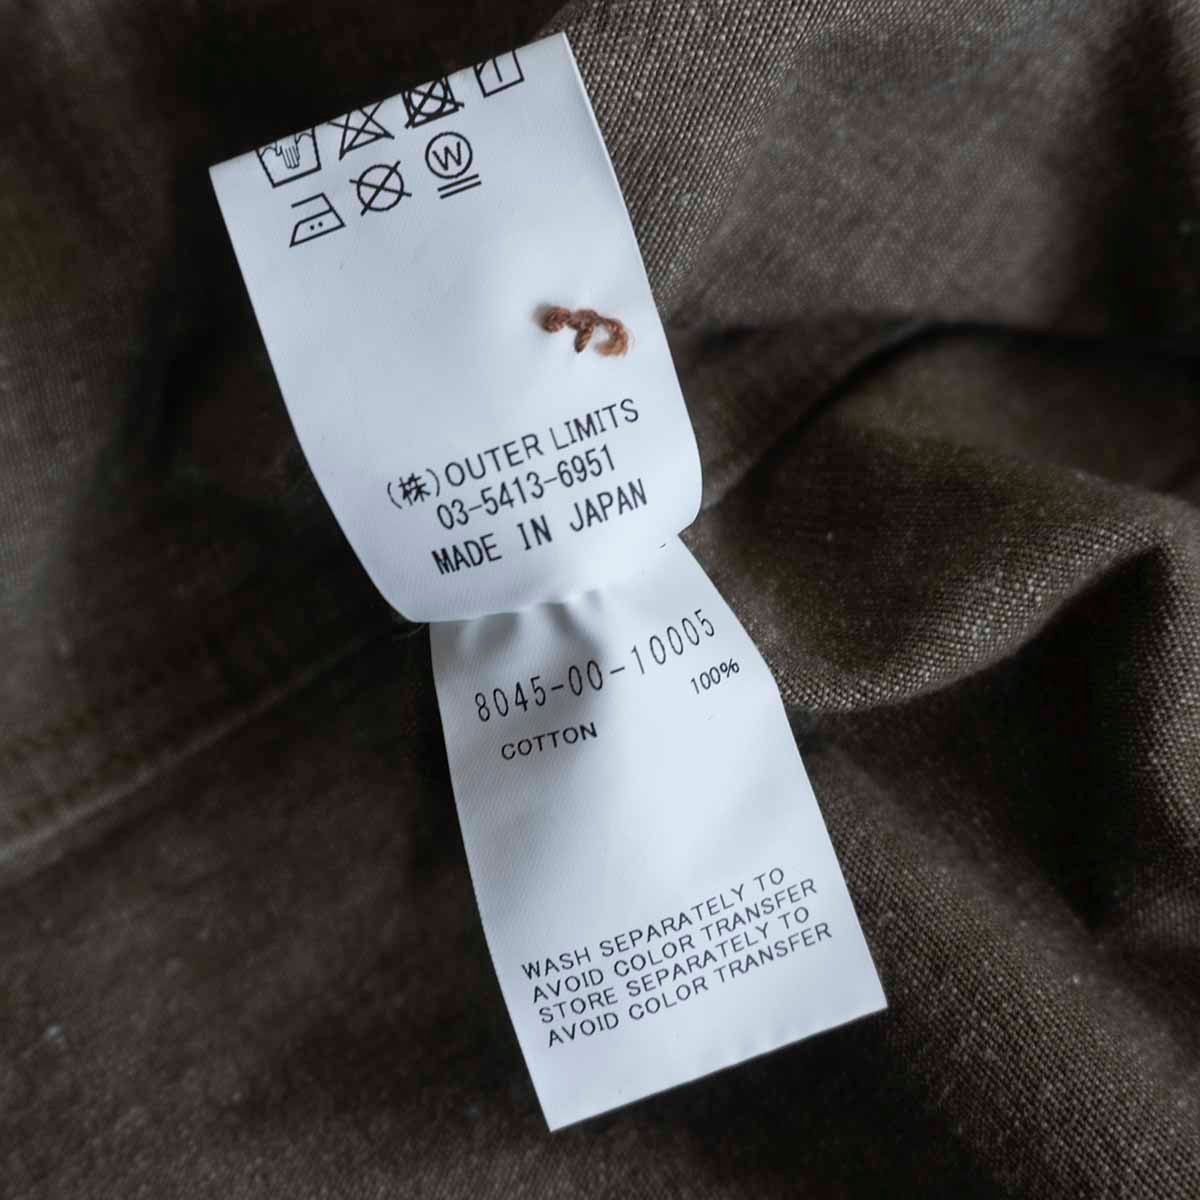 W
(株)OUTER LIMITS
03-5413-6951
MADE IN JAPAN
8045-00-10005
COTTON 100%
WASH SEPARATELY TO
AVOID COLOR TRANSFER
STORE SEPARATELY TO
AVOID COLOR TRANSFER